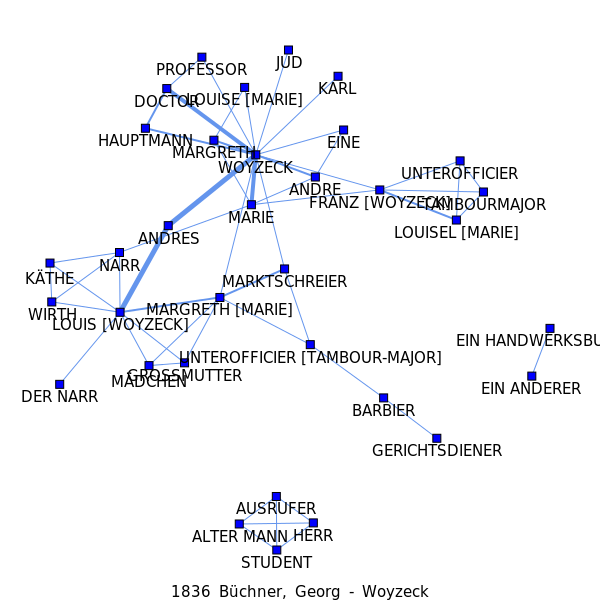 JUD
PROFESSOR
KARL
DOCTOR
LOUISE [MARIE]
HAUPTMANN
EINE
MARGRETH
WOYZECK
UNTEROFFICIER
ANDRE
FRANZ [WOYZECK]
TAMBOURMAJOR
MARIE
LOUISEL [MARIE]
ANDRES
NARR
KÄTHE
MARKTSCHREIER
MARGRETH [MARIE]
WIRTH
LOUIS [WOYZECK]
EIN HANDWERKSBU
UNTEROFFICIER [TAMBOUR-MAJOR]
GROSSMUTTER
MÄDCHEN
EIN ANDERER
DER NARR
BARBIER
GERICHTSDIENER
AUSRUFER
ALTER MANN
HERR
STUDENT
1836 Büchner, Georg - Woyzeck